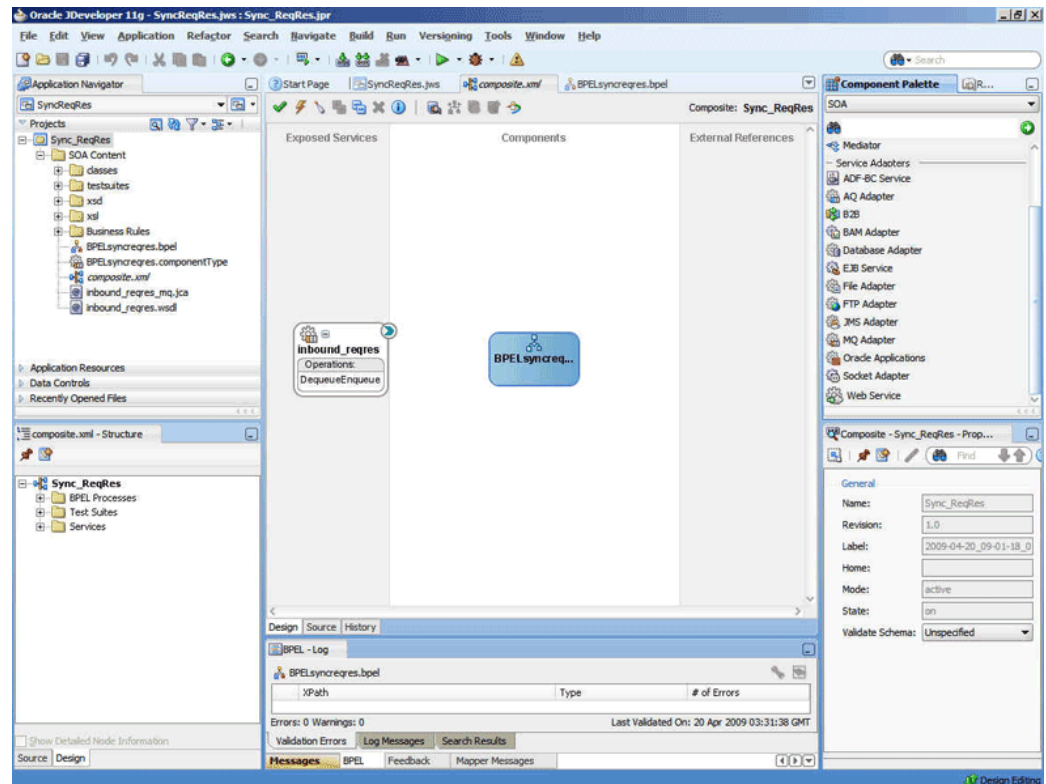 Oracle JDeveloper 11g - SyncReqRes.jws : Sync_ReqRes.jpr
File Edit View Application Refactor Search Navigate Build Run Versioning Tools Window Help
Search
Application Navigator
SyncReqRes
Projects
Sync_ReqRes
SOA Content
classes
testsuites
xsd
xsl
Business Rules
BPELsyncreqres.bpel
BPELsyncreqres.componentType
composite.xml
inbound_reqres_mq.jca
inbound_reqres.wsdl
Application Resources
Data Controls
Recently Opened Files
composite.xml - Structure
Sync_ReqRes
BPEL Processes
Test Suites
Services
Show Detailed Node Information
Source Design
Start Page SyncReqRes.jws composite.xml BPELsyncreqres.bpel
Composite: Sync_ReqRes
Exposed Services Components External References
inbound_reqres
Operations:
DequeueEnqueue
BPELsyncreq...
Design Source History
BPEL - Log
BPELsyncreqres.bpel
XPath Type # of Errors
Errors: 0 Warnings: 0 Last Validated On: 20 Apr 2009 03:31:38 GMT
Validation Errors Log Messages Search Results
Messages BPEL Feedback Mapper Messages
Component Palette R...
SOA
Mediator
Service Adapters
ADF-BC Service
AQ Adapter
B2B
BAM Adapter
Database Adapter
EJB Service
File Adapter
FTP Adapter
JMS Adapter
MQ Adapter
Oracle Applications
Socket Adapter
Web Service
Composite - Sync_ReqRes - Prop...
Find
General
Name: Sync_ReqRes
Revision: 1.0
Label: 2009-04-20_09-01-18_0
Home:
Mode: active
State: on
Validate Schema: Unspecified
Design Editing